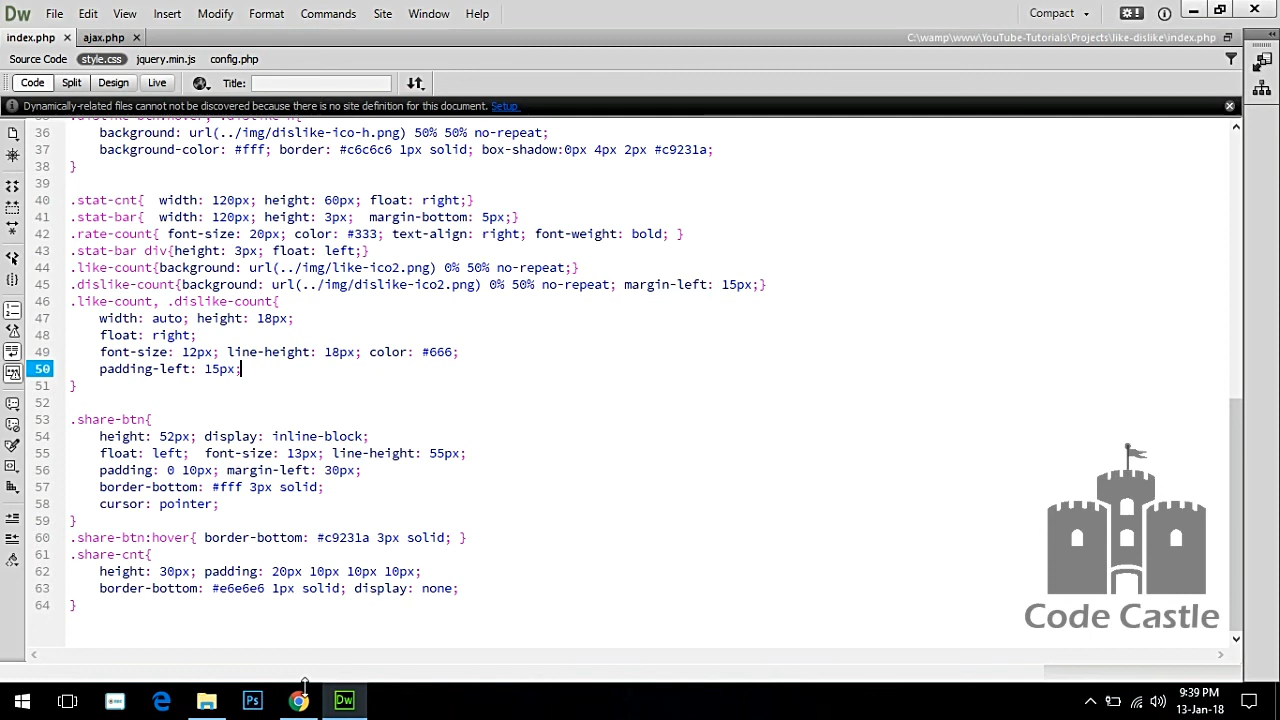 Dw File Edit View Insert Modify Format Commands Site Window Help Compact
index.php × ajax.php × C:\wamp\www\YouTube-Tutorials\Projects\like-dislike\index.php
Source Code style.css jquery.min.js config.php
Code Split Design Live Title:
Dynamically-related files cannot not be discovered because there is no site definition for this document. Setup
36 background: url(../img/dislike-ico-h.png) 50% 50% no-repeat;
37 background-color: #fff; border: #c6c6c6 1px solid; box-shadow:0px 4px 2px #c9231a;
38 }
39
40 .stat-cnt{ width: 120px; height: 60px; float: right;}
41 .stat-bar{ width: 120px; height: 3px; margin-bottom: 5px;}
42 .rate-count{ font-size: 20px; color: #333; text-align: right; font-weight: bold; }
43 .stat-bar div{height: 3px; float: left;}
44 .like-count{background: url(../img/like-ico2.png) 0% 50% no-repeat;}
45 .dislike-count{background: url(../img/dislike-ico2.png) 0% 50% no-repeat; margin-left: 15px;}
46 .like-count, .dislike-count{
47 width: auto; height: 18px;
48 float: right;
49 font-size: 12px; line-height: 18px; color: #666;
50 padding-left: 15px;
51 }
52
53 .share-btn{
54 height: 52px; display: inline-block;
55 float: left; font-size: 13px; line-height: 55px;
56 padding: 0 10px; margin-left: 30px;
57 border-bottom: #fff 3px solid;
58 cursor: pointer;
59 }
60 .share-btn:hover{ border-bottom: #c9231a 3px solid; }
61 .share-cnt{
62 height: 30px; padding: 20px 10px 10px 10px;
63 border-bottom: #e6e6e6 1px solid; display: none;
64 }
Code Castle
Ps Dw
9:39 PM
13-Jan-18